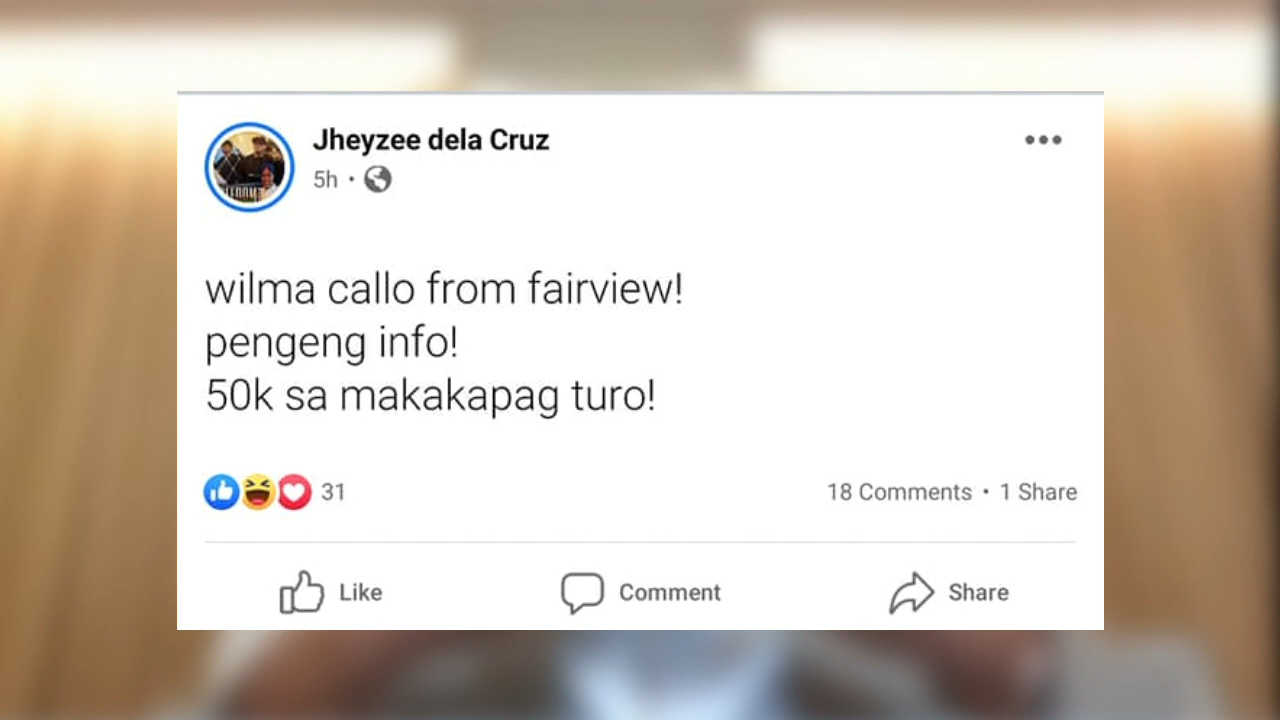 Jheyzee dela Cruz
5h
wilma callo from fairview!
pengeng info!
50k sa makakapag turo!
31
18 Comments • 1 Share
Like
Comment
Share